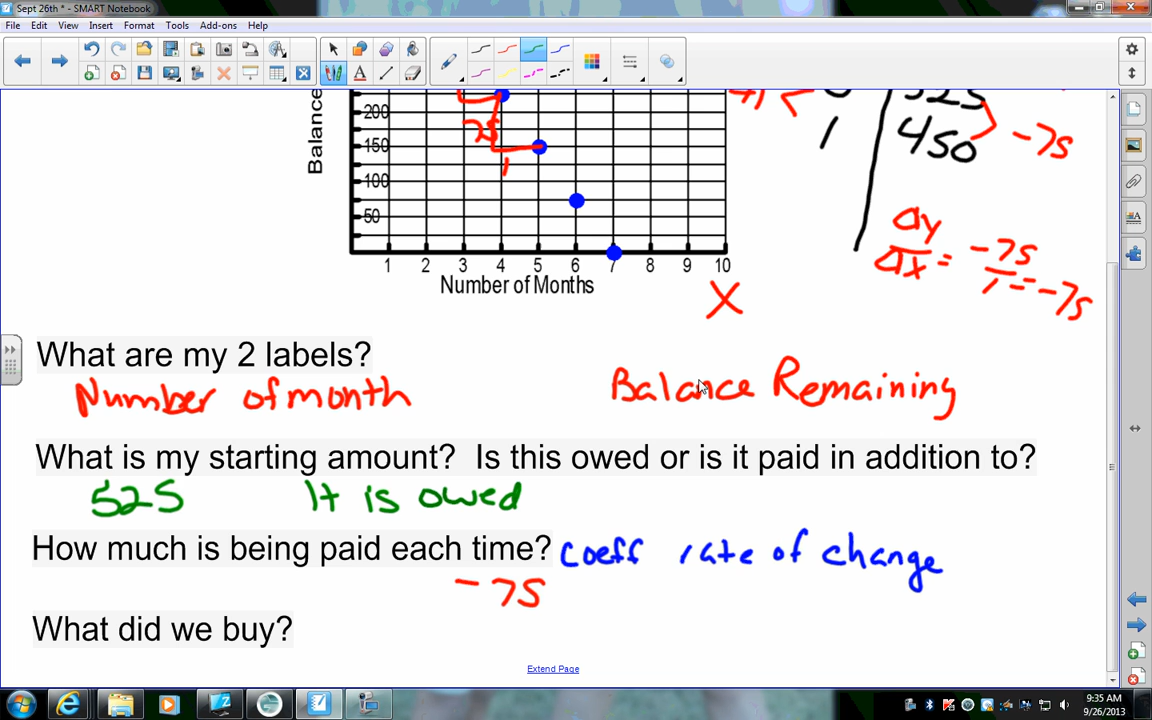 Sept 26th * - SMART Notebook
File Edit View Insert Format Tools Add-ons Help
Balance
200
150
100
50
1 2 3 4 5 6 7 8 9 10
Number of Months
75
1
X
+1
0 525
1 450
-75
Δy
Δx = -75
1 = -75
What are my 2 labels?
Number of month Balance Remaining
What is my starting amount? Is this owed or is it paid in addition to?
525 It is owed
How much is being paid each time? coeff rate of change
-75
What did we buy?
Extend Page
9:35 AM
9/26/2013